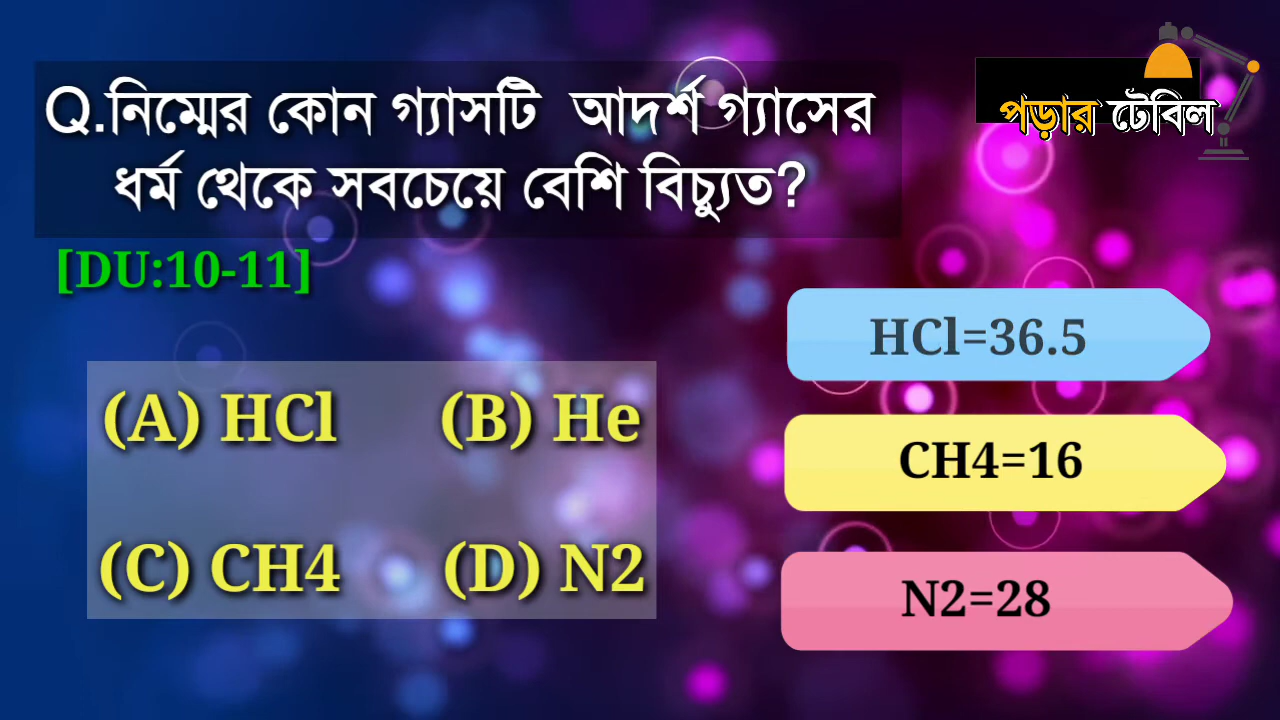 Q.নিম্মের কোন গ্যাসটি আদর্শ গ্যাসের
ধর্ম থেকে সবচেয়ে বেশি বিচ্যুত?
পড়ার টেবিল
[DU:10-11]
(A) HCl (B) He
(C) CH4 (D) N2
HCl=36.5
CH4=16
N2=28